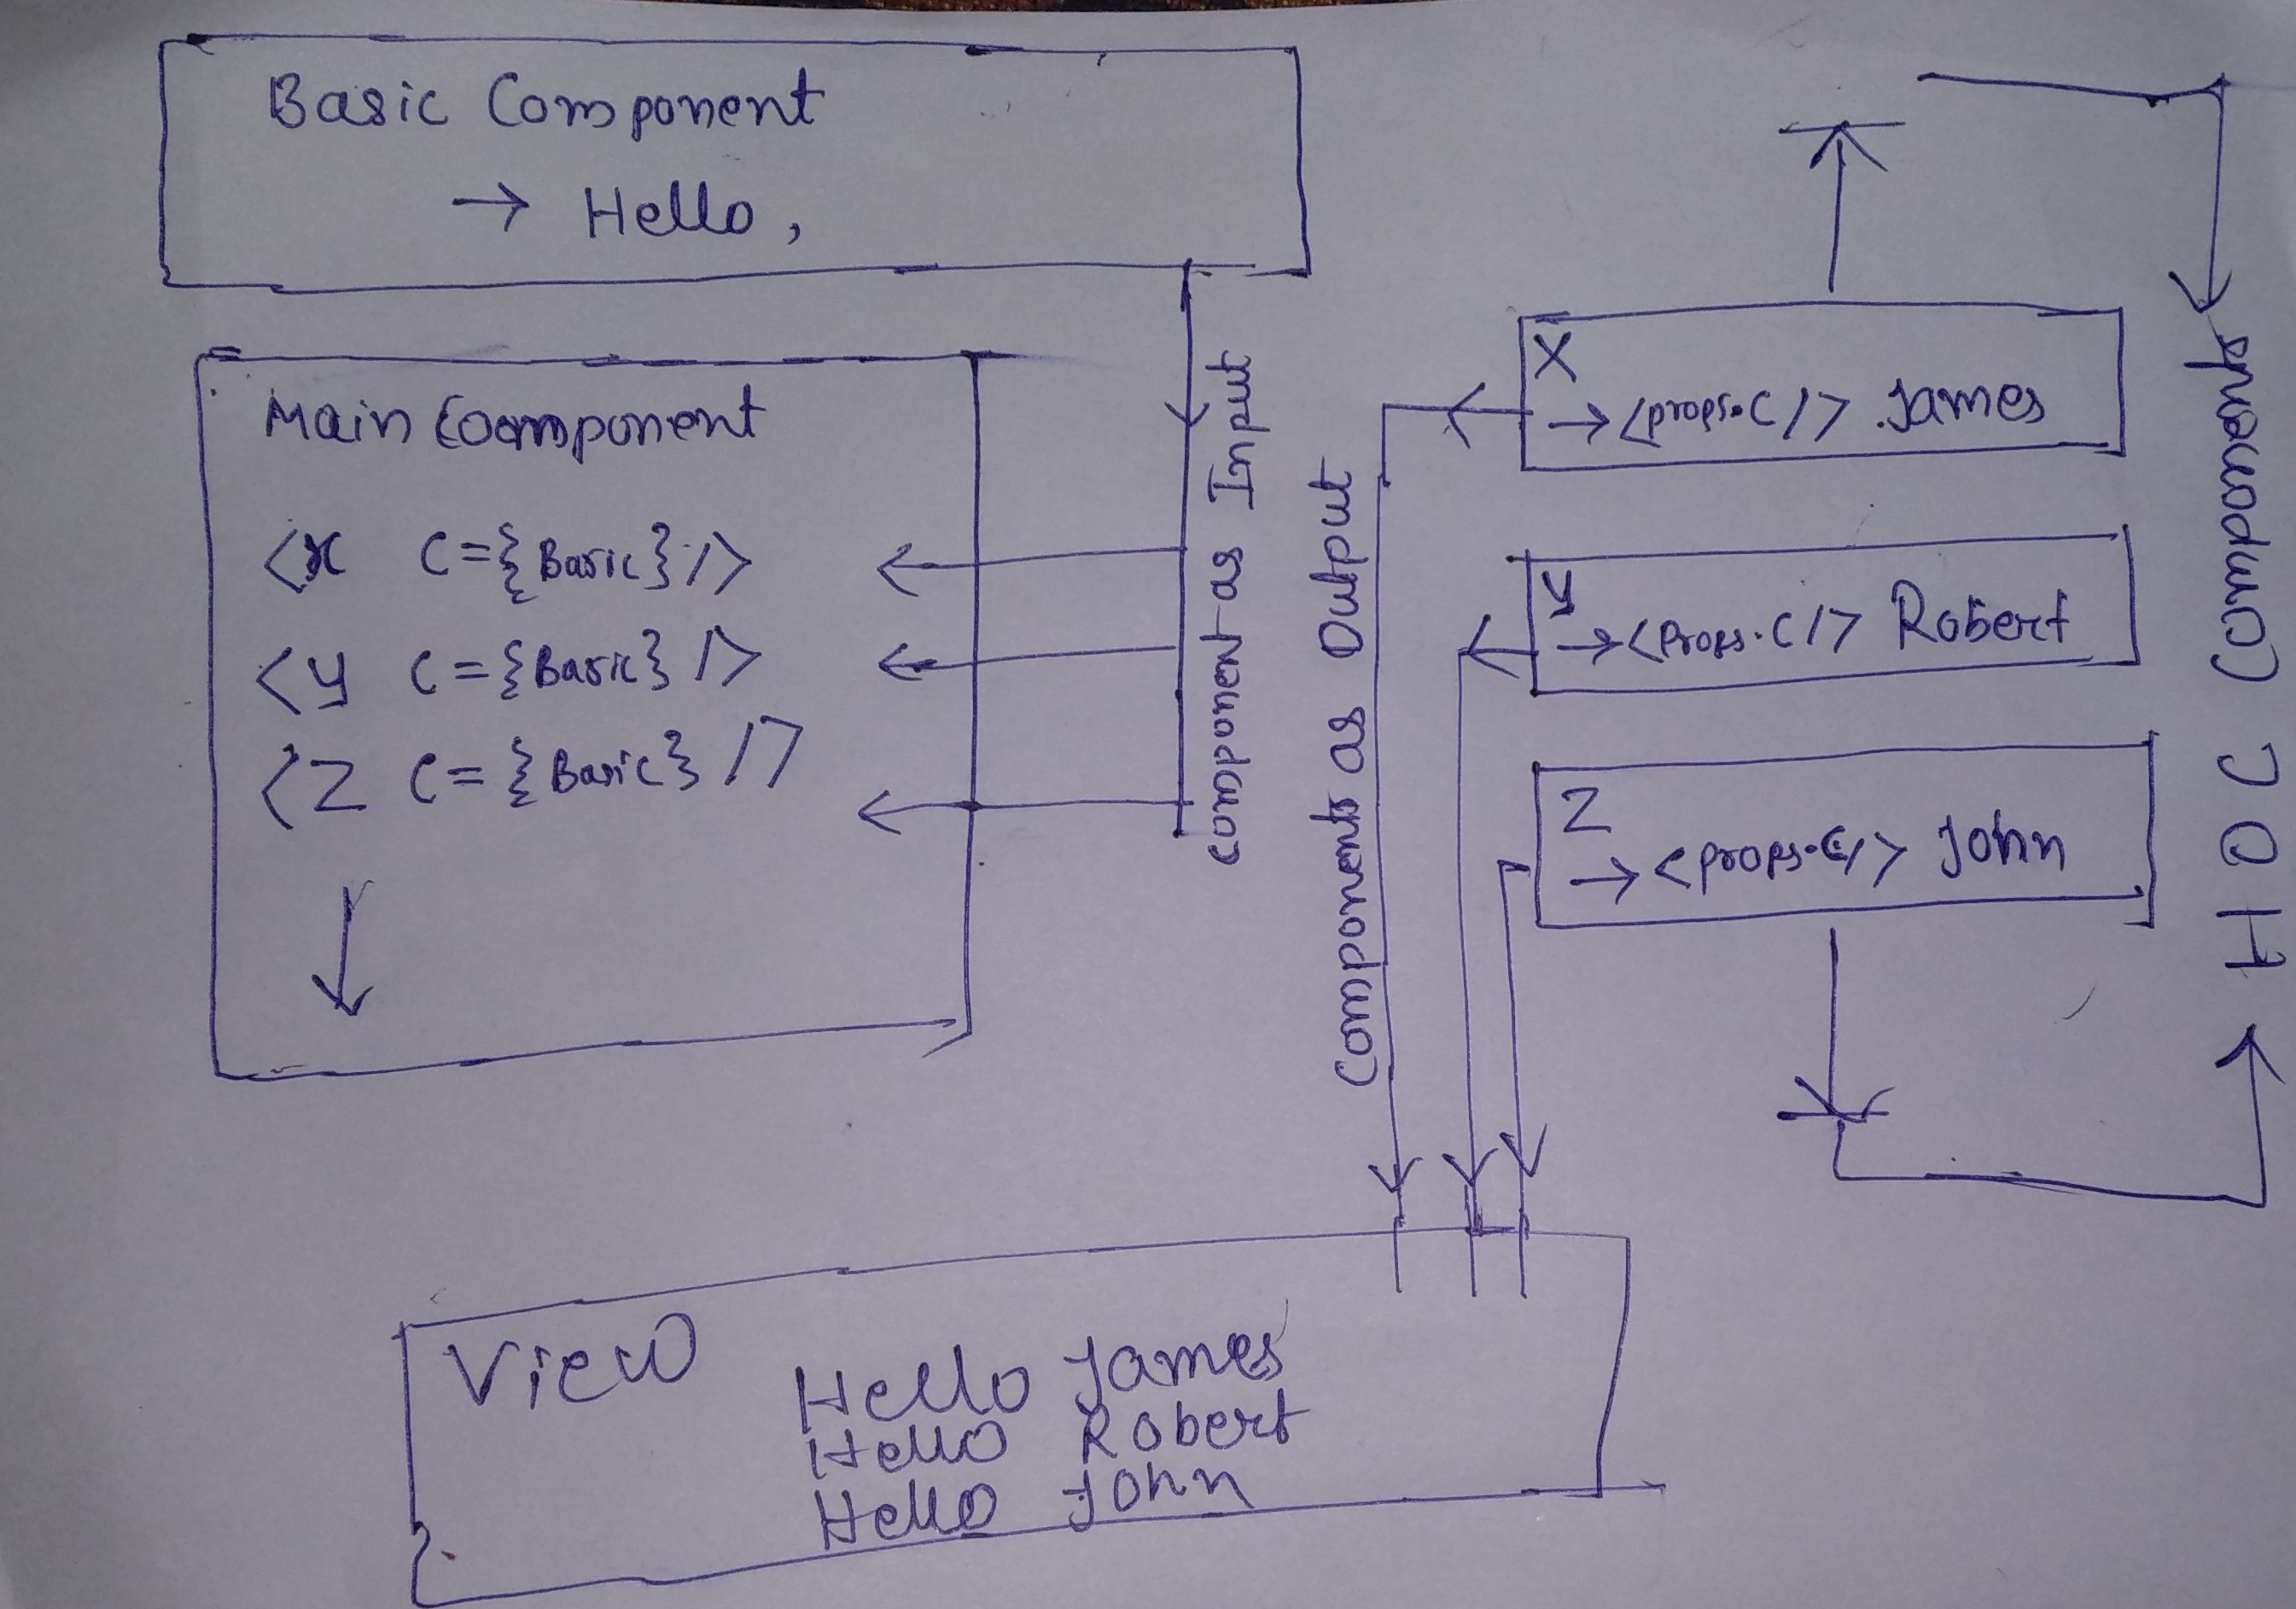 Basic Component
→ Hello,
Main Component
<x C={Basic}/>
<y C={Basic}/>
<Z C={Basic}/>
Component as Input
Components as Output
X
→<props.C/> James
Y
→<Props.C/> Robert
Z
→<props.C/> John
HOC Components
View
Hello James
Hello Robert
Hello John